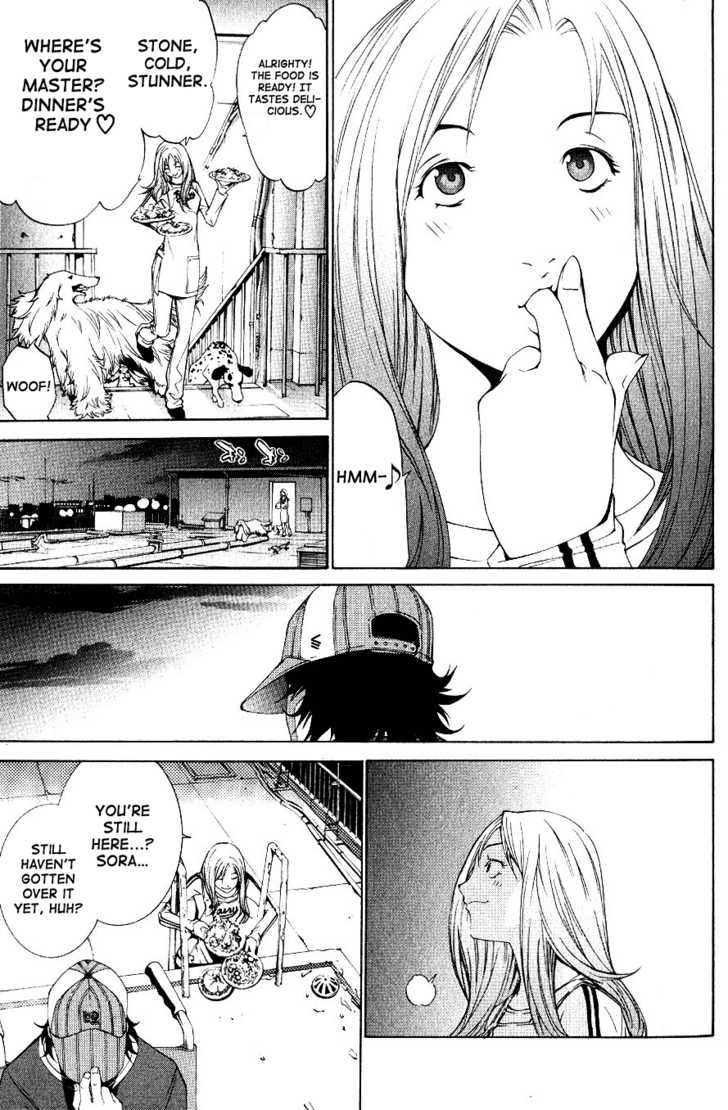 HMM-♪
ALRIGHTY!
THE FOOD IS
READY! IT
TASTES DELI-
CIOUS.♡
STONE,
COLD,
STUNNER.
WHERE'S
YOUR
MASTER?
DINNER'S
READY♡
WOOF!
YOU'RE
STILL
HERE...?
SORA...
STILL
HAVEN'T
GOTTEN
OVER IT
YET, HUH?